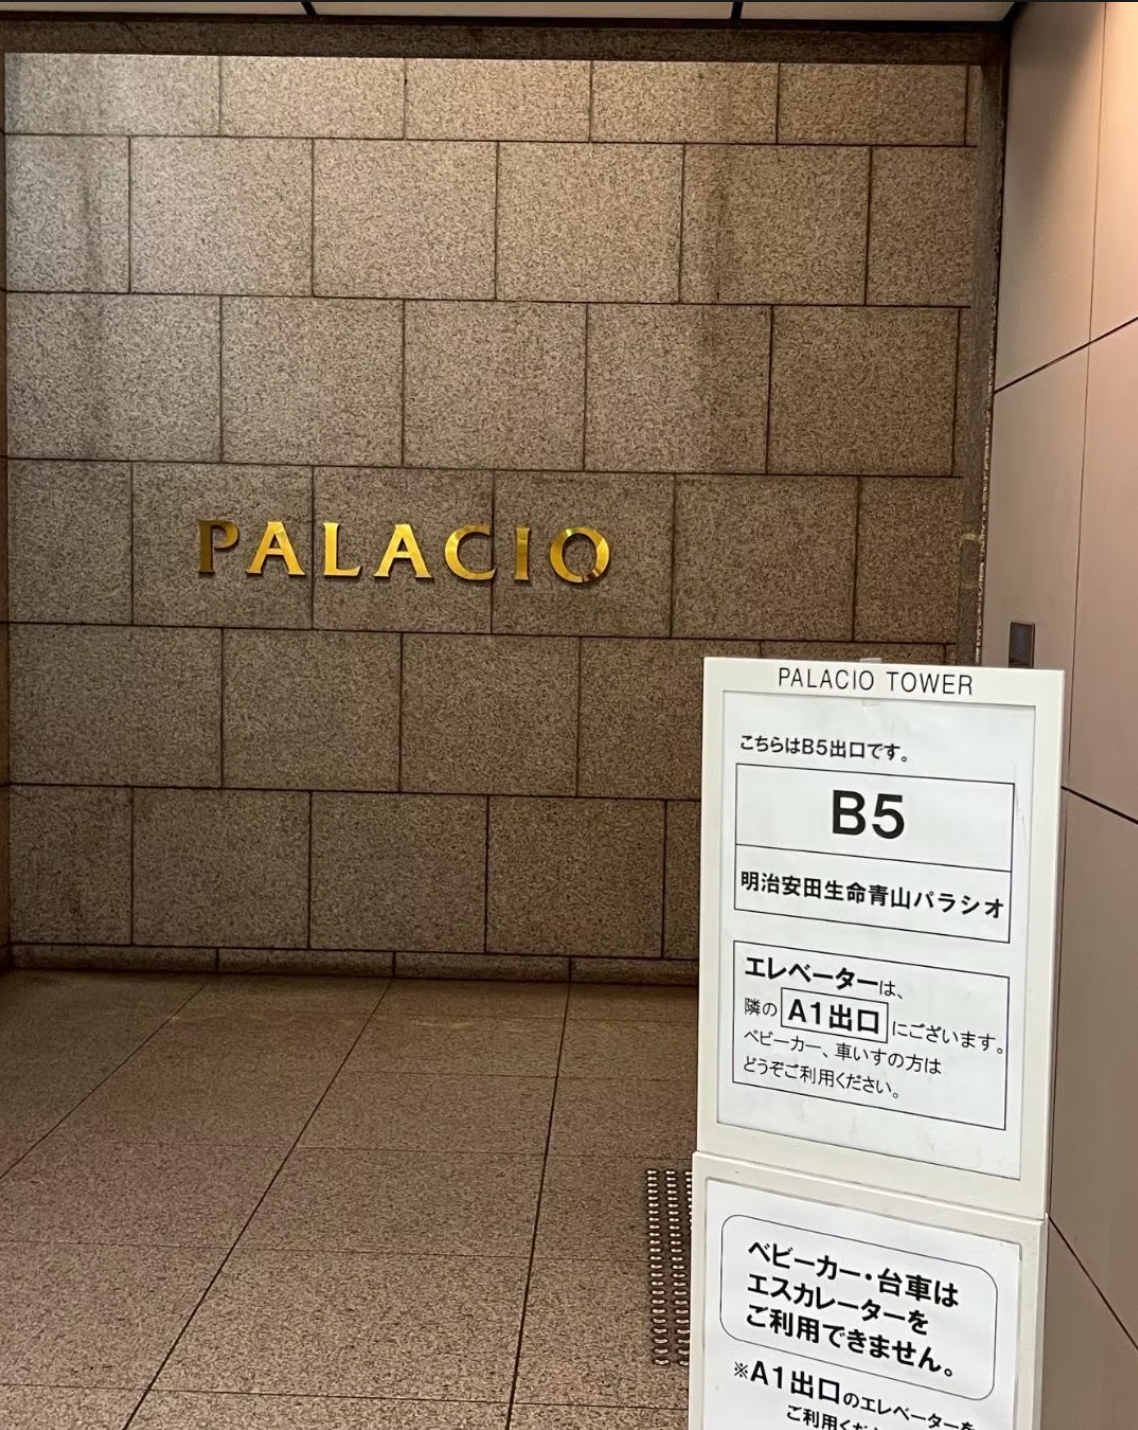 PALACIO
PALACIO TOWER
こちらはB5出口です。
B5
明治安田生命青山パラシオ
エレベーターは、
隣の A1出口 にございます。
ベビーカー、車いすの方は
どうぞご利用ください。
ベビーカー・台車は
エスカレーターを
ご利用できません。
※A1出口のエレベーターを
ご利用くだ